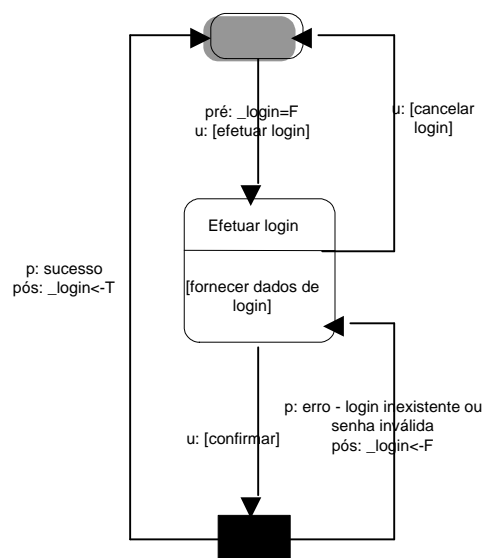 pré: _login=F
u: [efetuar login]
u: [cancelar
login]
Efetuar login
[fornecer dados de
login]
p: sucesso
pós: _login<-T
p: erro - login inexistente ou
senha inválida
pós: _login<-F
u: [confirmar]